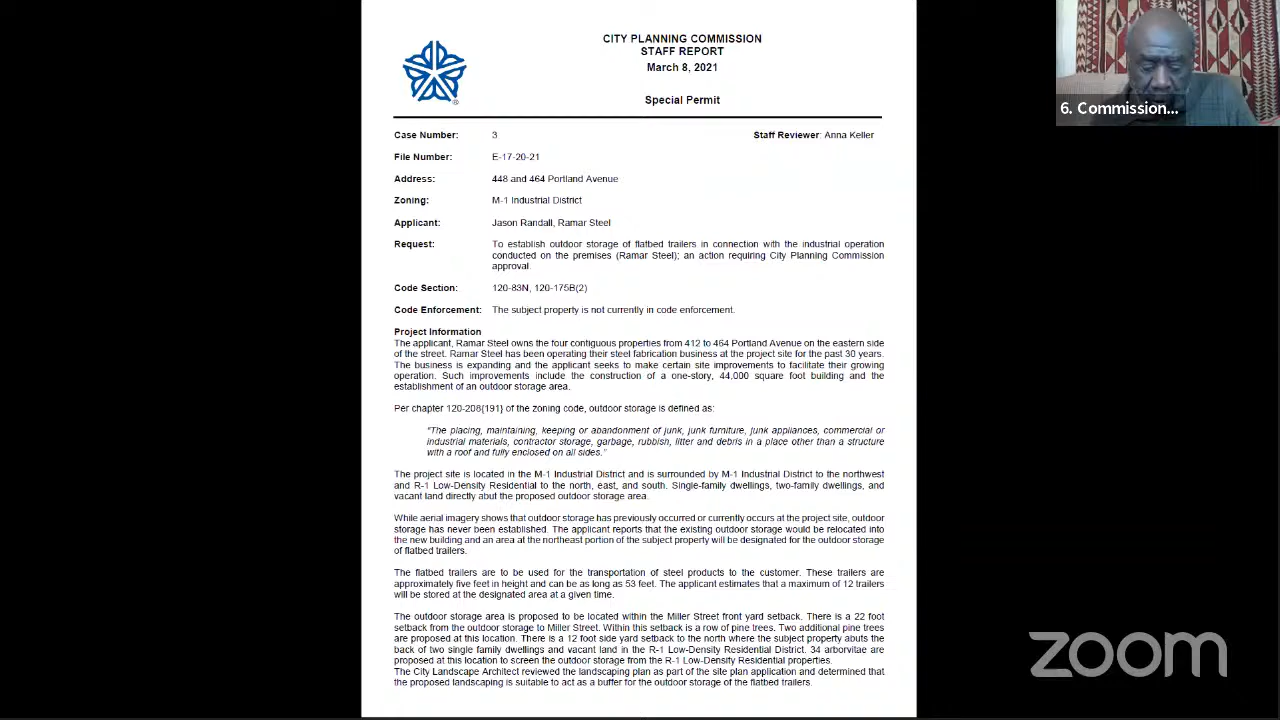 CITY PLANNING COMMISSION
STAFF REPORT
March 8, 2021
Special Permit
®
Case Number: 3 Staff Reviewer: Anna Keller
File Number: E-17-20-21
Address: 448 and 464 Portland Avenue
Zoning: M-1 Industrial District
Applicant: Jason Randall, Ramar Steel
Request: To establish outdoor storage of flatbed trailers in connection with the industrial operation
conducted on the premises (Ramar Steel); an action requiring City Planning Commission
approval.
Code Section: 120-83N, 120-175B(2)
Code Enforcement: The subject property is not currently in code enforcement.
Project Information
The applicant, Ramar Steel owns the four contiguous properties from 412 to 464 Portland Avenue on the eastern side
of the street. Ramar Steel has been operating their steel fabrication business at the project site for the past 30 years.
The business is expanding and the applicant seeks to make certain site improvements to facilitate their growing
operation. Such improvements include the construction of a one-story, 44,000 square foot building and the
establishment of an outdoor storage area.
Per chapter 120-208(191) of the zoning code, outdoor storage is defined as:
"The placing, maintaining, keeping or abandonment of junk, junk furniture, junk appliances, commercial or
industrial materials, contractor storage, garbage, rubbish, litter and debris in a place other than a structure
with a roof and fully enclosed on all sides."
The project site is located in the M-1 Industrial District and is surrounded by M-1 Industrial District to the northwest
and R-1 Low-Density Residential to the north, east, and south. Single-family dwellings, two-family dwellings, and
vacant land directly abut the proposed outdoor storage area.
While aerial imagery shows that outdoor storage has previously occurred or currently occurs at the project site, outdoor
storage has never been established. The applicant reports that the existing outdoor storage would be relocated into
the new building and an area at the northeast portion of the subject property will be designated for the outdoor storage
of flatbed trailers.
The flatbed trailers are to be used for the transportation of steel products to the customer. These trailers are
approximately five feet in height and can be as long as 53 feet. The applicant estimates that a maximum of 12 trailers
will be stored at the designated area at a given time.
The outdoor storage area is proposed to be located within the Miller Street front yard setback. There is a 22 foot
setback from the outdoor storage to Miller Street. Within this setback is a row of pine trees. Two additional pine trees
are proposed at this location. There is a 12 foot side yard setback to the north where the subject property abuts the
back of two single family dwellings and vacant land in the R-1 Low-Density Residential District. 34 arborvitae are
proposed at this location to screen the outdoor storage from the R-1 Low-Density Residential properties.
The City Landscape Architect reviewed the landscaping plan as part of the site plan application and determined that
the proposed landscaping is suitable to act as a buffer for the outdoor storage of the flatbed trailers.
6. Commission...
zoom